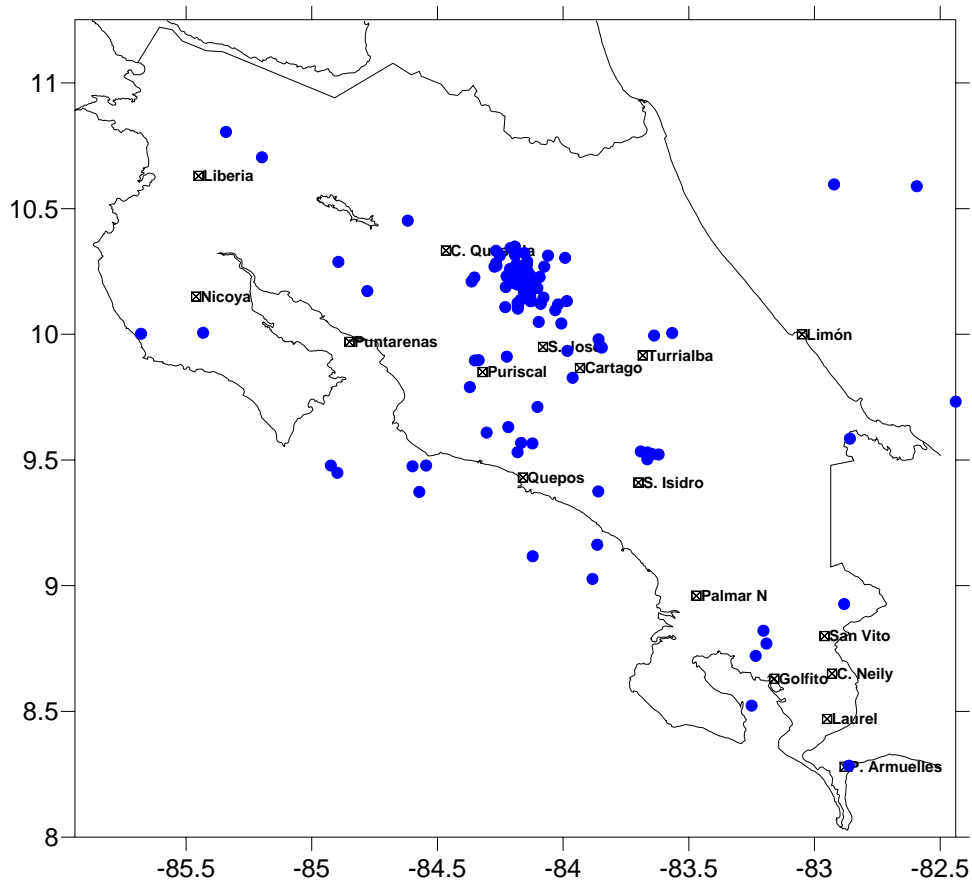 11
Liberia
10.5
C. Qu
Nicoya
10
Limón
Puntarenas
S. José
Turrialba
Puriscal
Cartago
9.5
Quepos
S. Isidro
9
Palmar N
San Vito
C. Neily
Golfito
8.5
Laurel
P. Armuelles
8
-85.5 -85 -84.5 -84 -83.5 -83 -82.5